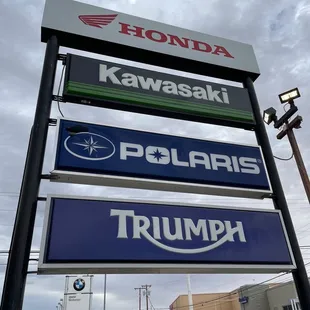 HONDA
Kawasaki
POLARIS
TRIUMPH